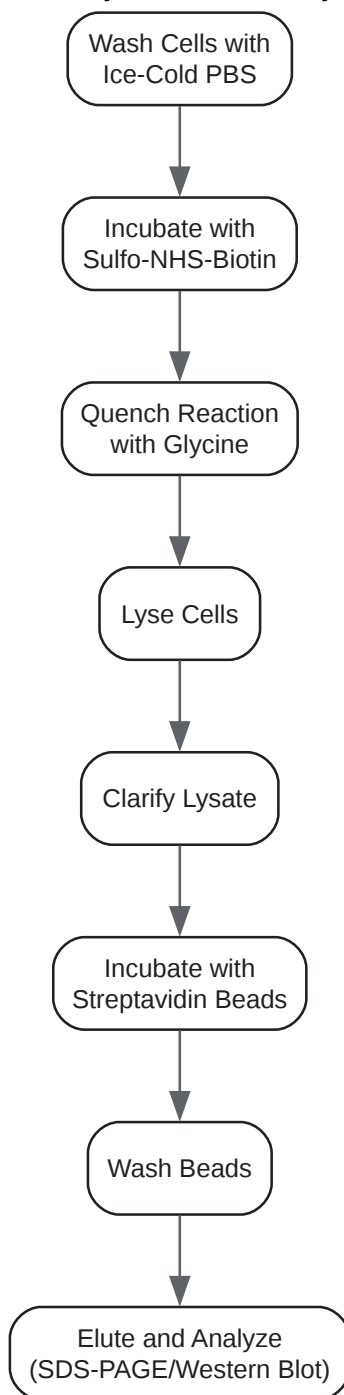 Wash Cells with
Ice-Cold PBS
Incubate with
Sulfo-NHS-Biotin
Quench Reaction
with Glycine
Lyse Cells
Clarify Lysate
Incubate with
Streptavidin Beads
Wash Beads
Elute and Analyze
(SDS-PAGE/Western Blot)